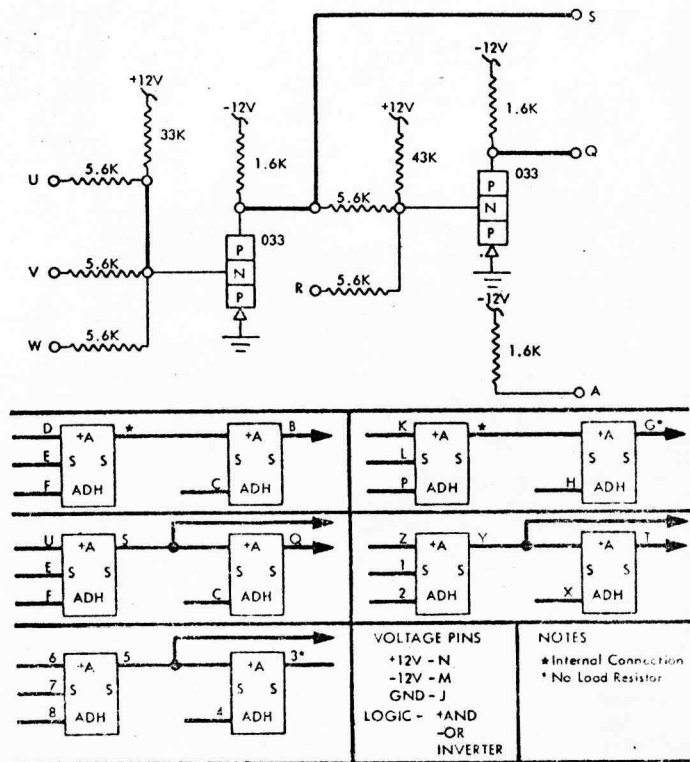 S
-12V
+12V
-12V
+12V
1.6K
33K
1.6K
43K
Q
5.6K
U
033
5.6K
033
P
N
P
5.6K
V
P
N
P
R
5.6K
-12V
5.6K
W
1.6K
A
D
+A
*
+A
B
E
S S
S S
F
ADH
C
ADH
K
+A
*
+A
G*
L
S S
S S
P
ADH
H
ADH
U
+A
S
+A
Q
E
S S
S S
F
ADH
C
ADH
Z
+A
Y
+A
T
1
S S
S S
2
ADH
X
ADH
6
+A
5
+A
3*
7
S S
S S
8
ADH
4
ADH
VOLTAGE PINS
+12V - N
-12V - M
GND - J
LOGIC - +AND
-OR
INVERTER
NOTES
* Internal Connection
* No Load Resistor